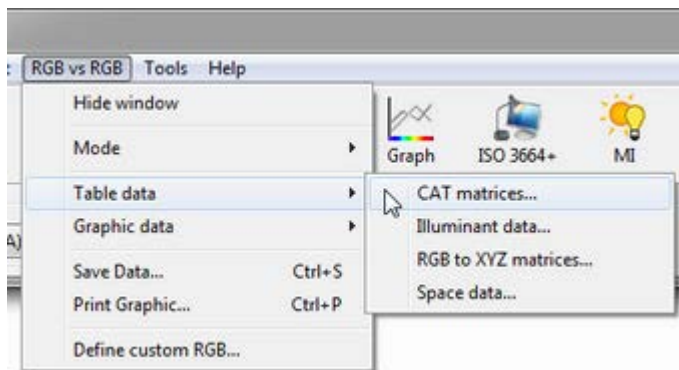 RGB vs RGB Tools Help
Hide window
Mode
Graph ISO 3664+ MI
Table data
CAT matrices...
Graphic data
Illuminant data...
A)
RGB to XYZ matrices...
Save Data... Ctrl+S
Space data...
Print Graphic... Ctrl+P
Define custom RGB...